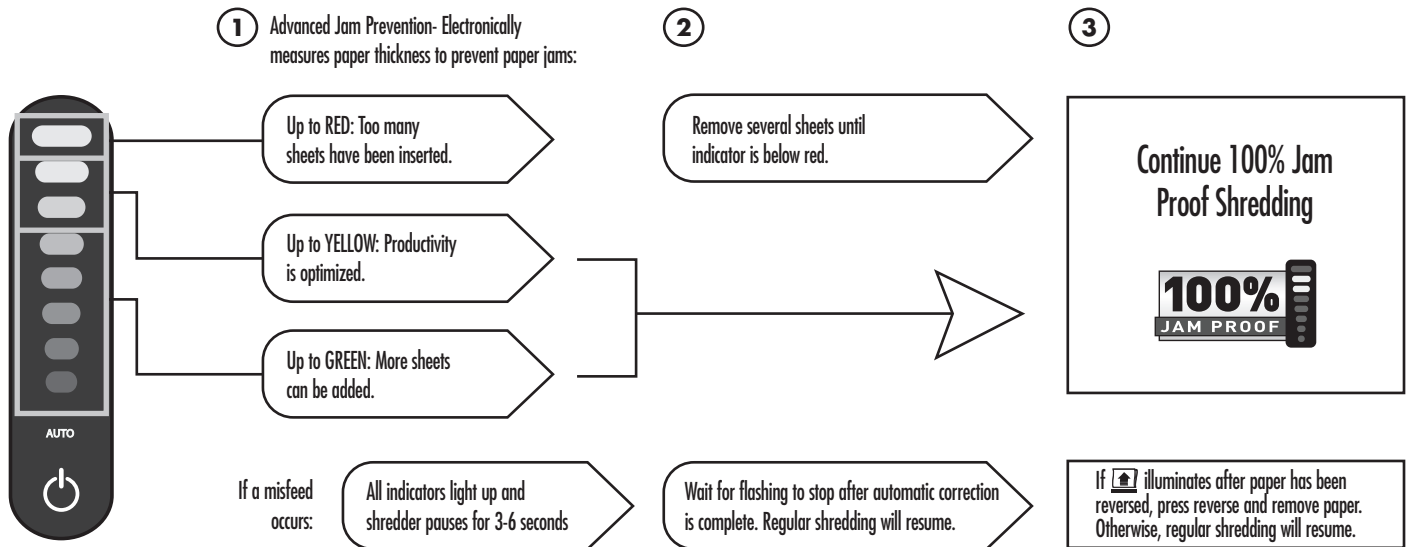 1
Advanced Jam Prevention- Electronically
measures paper thickness to prevent paper jams:
2
3
Up to RED: Too many
sheets have been inserted.
Remove several sheets until
indicator is below red.
Continue 100% Jam
Proof Shredding
Up to YELLOW: Productivity
is optimized.
100%
JAM PROOF
Up to GREEN: More sheets
can be added.
AUTO
If a misfeed
occurs:
All indicators light up and
shredder pauses for 3-6 seconds
Wait for flashing to stop after automatic correction
is complete. Regular shredding will resume.
If illuminates after paper has been
reversed, press reverse and remove paper.
Otherwise, regular shredding will resume.